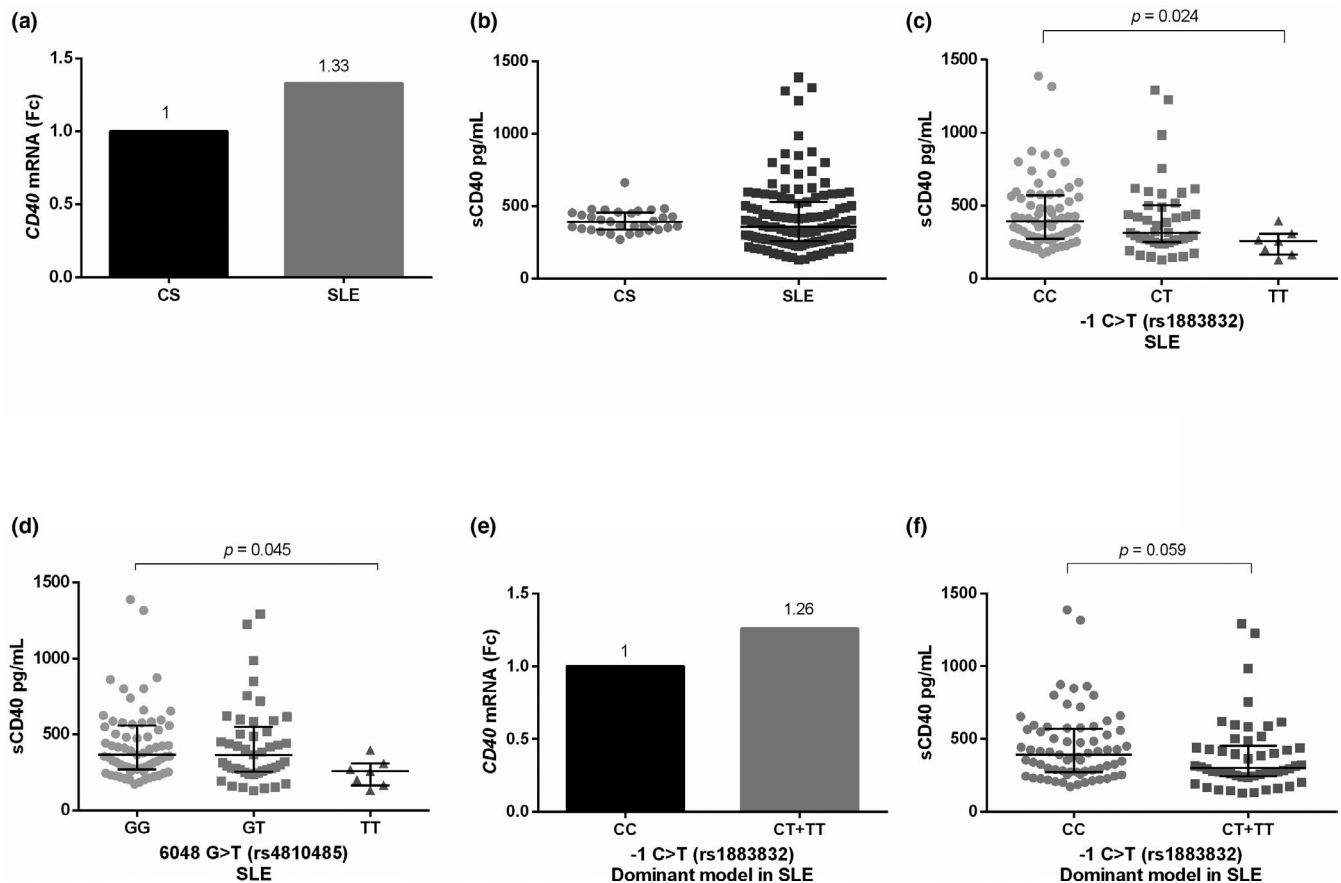 (a)
CD40 mRNA (Fc)
1.5
1.0
0.5
0.0
1
1.33
CS
SLE
(b)
sCD40 pg/mL
1500
1000
500
0
CS
SLE
(c)
p = 0.024
sCD40 pg/mL
1500
1000
500
0
CC
CT
TT
-1 C>T (rs1883832)
SLE
(d)
p = 0.045
sCD40 pg/mL
1500
1000
500
0
GG
GT
TT
6048 G>T (rs4810485)
SLE
(e)
CD40 mRNA (Fc)
1.5
1.0
0.5
0.0
1
1.26
CC
CT+TT
-1 C>T (rs1883832)
Dominant model in SLE
(f)
p = 0.059
sCD40 pg/mL
1500
1000
500
0
CC
CT+TT
-1 C>T (rs1883832)
Dominant model in SLE